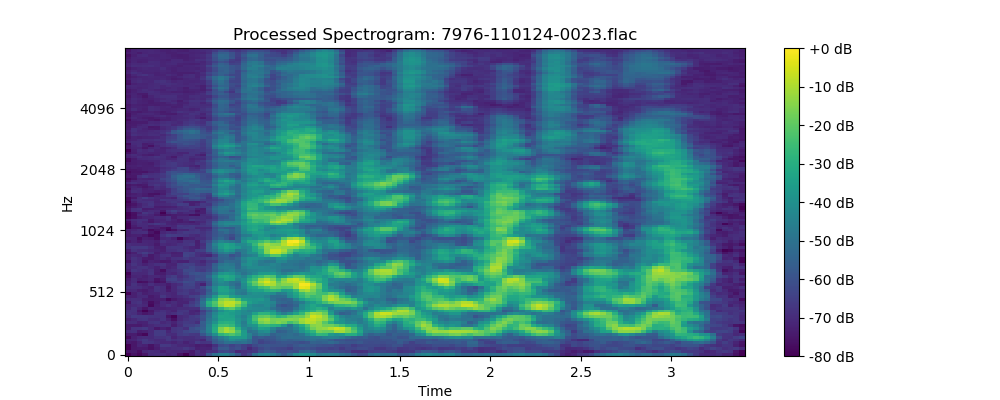 Processed Spectrogram: 7976-110124-0023.flac
Hz
4096
2048
1024
512
0
0
0.5
1
1.5
2
2.5
3
Time
+0 dB
-10 dB
-20 dB
-30 dB
-40 dB
-50 dB
-60 dB
-70 dB
-80 dB